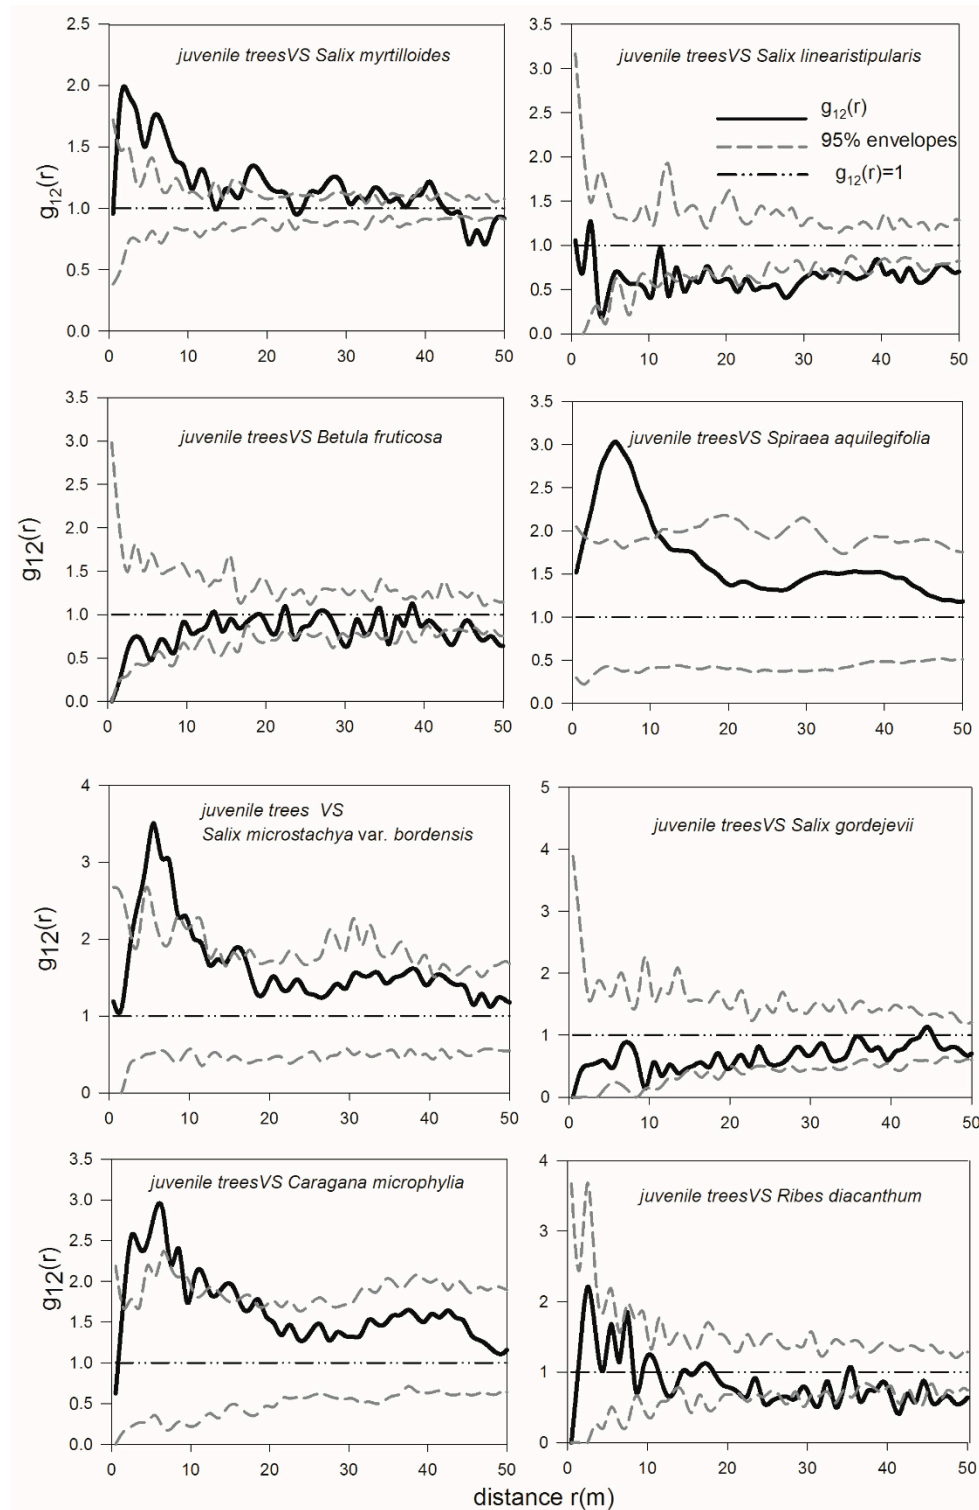 juvenile treesVS Salix myrtilloides
g12(r)
2.5
2.0
1.5
1.0
0.5
0.0
0 10 20 30 40 50
juvenile treesVS Salix linearistipularis
g12(r)
95% envelopes
g12(r)=1
3.5
3.0
2.5
2.0
1.5
1.0
0.5
0.0
0 10 20 30 40 50
juvenile treesVS Betula fruticosa
g12(r)
3.5
3.0
2.5
2.0
1.5
1.0
0.5
0.0
0 10 20 30 40 50
juvenile treesVS Spiraea aquilegifolia
3.5
3.0
2.5
2.0
1.5
1.0
0.5
0.0
0 10 20 30 40 50
juvenile trees VS
Salix microstachya var. bordensis
g12(r)
4
3
2
1
0
0 10 20 30 40 50
juvenile treesVS Salix gordejevii
5
4
3
2
1
0
0 10 20 30 40 50
juvenile treesVS Caragana microphylia
g12(r)
3.5
3.0
2.5
2.0
1.5
1.0
0.5
0.0
0 10 20 30 40 50
juvenile treesVS Ribes diacanthum
4
3
2
1
0
0 10 20 30 40 50
distance r(m)